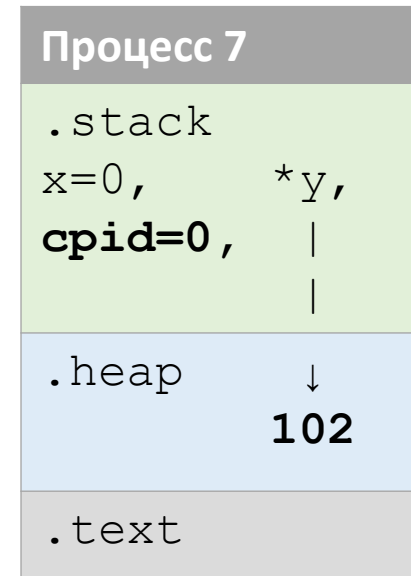 Процесс 7
.stack
x=0, *y,
cpid=0, |
|
.heap ↓
102
.text